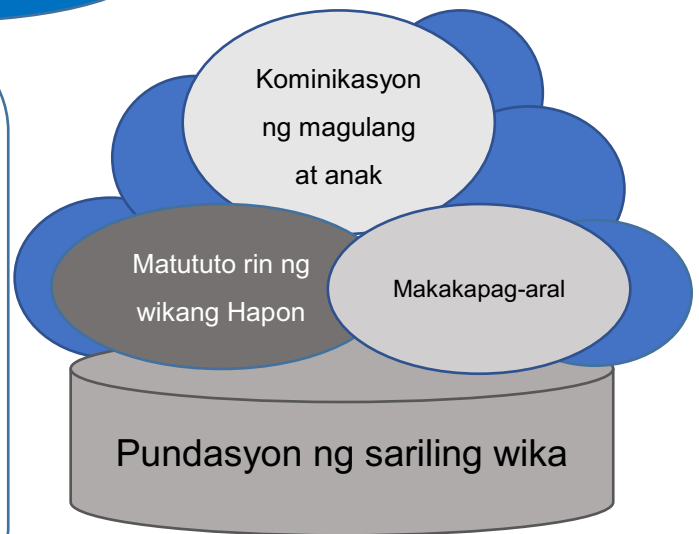 Kominikasyon
ng magulang
at anak
Matututo rin ng
wikang Hapon
Makakapag-aral
Pundasyon ng sariling wika